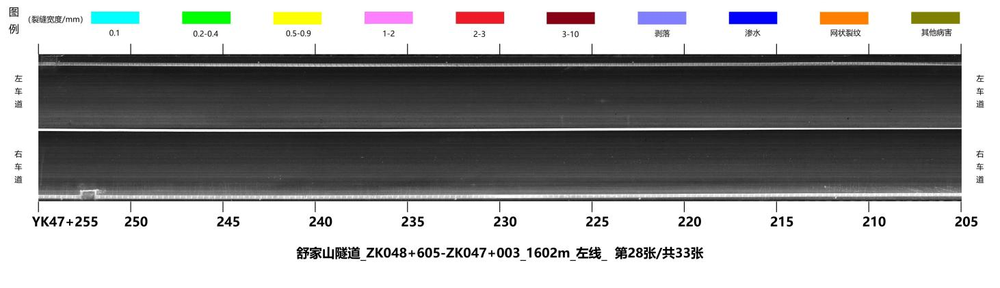 图例
(裂缝宽度/mm)
0.1 0.2-0.4 0.5-0.9 1-2 2-3 3-10 剥落 渗水 网状裂纹 其他病害
左车道 左车道
右车道 右车道
YK47+255 250 245 240 235 230 225 220 215 210 205
舒家山隧道_ZK048+605-ZK047+003_1602m_左线_ 第28张/共33张